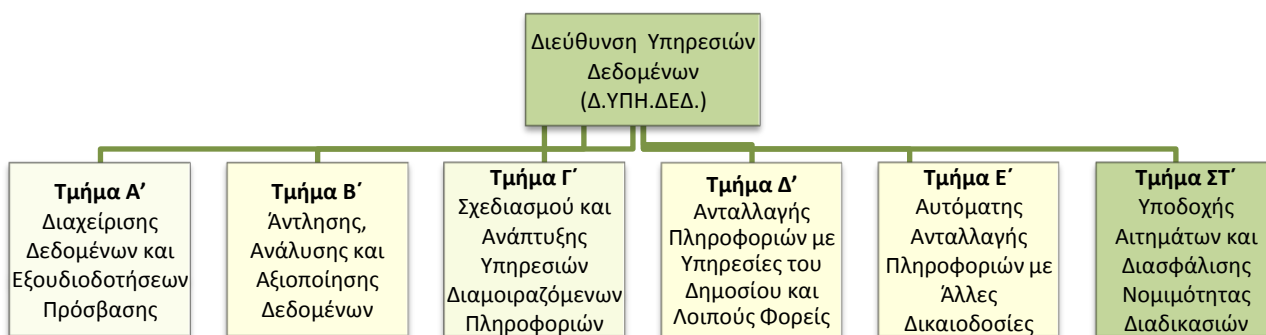 Διεύθυνση Υπηρεσιών
Δεδομένων
(Δ.ΥΠΗ.ΔΕΔ.)
Τμήμα Α’
Διαχείρισης
Δεδομένων και
Εξουδιοδοτήσεων
Πρόσβασης
Τμήμα Β΄
Άντλησης,
Ανάλυσης και
Αξιοποίησης
Δεδομένων
Τμήμα Γ΄
Σχεδιασμού και
Ανάπτυξης
Υπηρεσιών
Διαμοιραζόμενων
Πληροφοριών
Τμήμα Δ’
Ανταλλαγής
Πληροφοριών με
Υπηρεσίες του
Δημοσίου και
Λοιπούς Φορείς
Τμήμα Ε΄
Αυτόματης
Ανταλλαγής
Πληροφοριών με
Άλλες
Δικαιοδοσίες
Τμήμα ΣΤ΄
Υποδοχής
Αιτημάτων και
Διασφάλισης
Νομιμότητας
Διαδικασιών